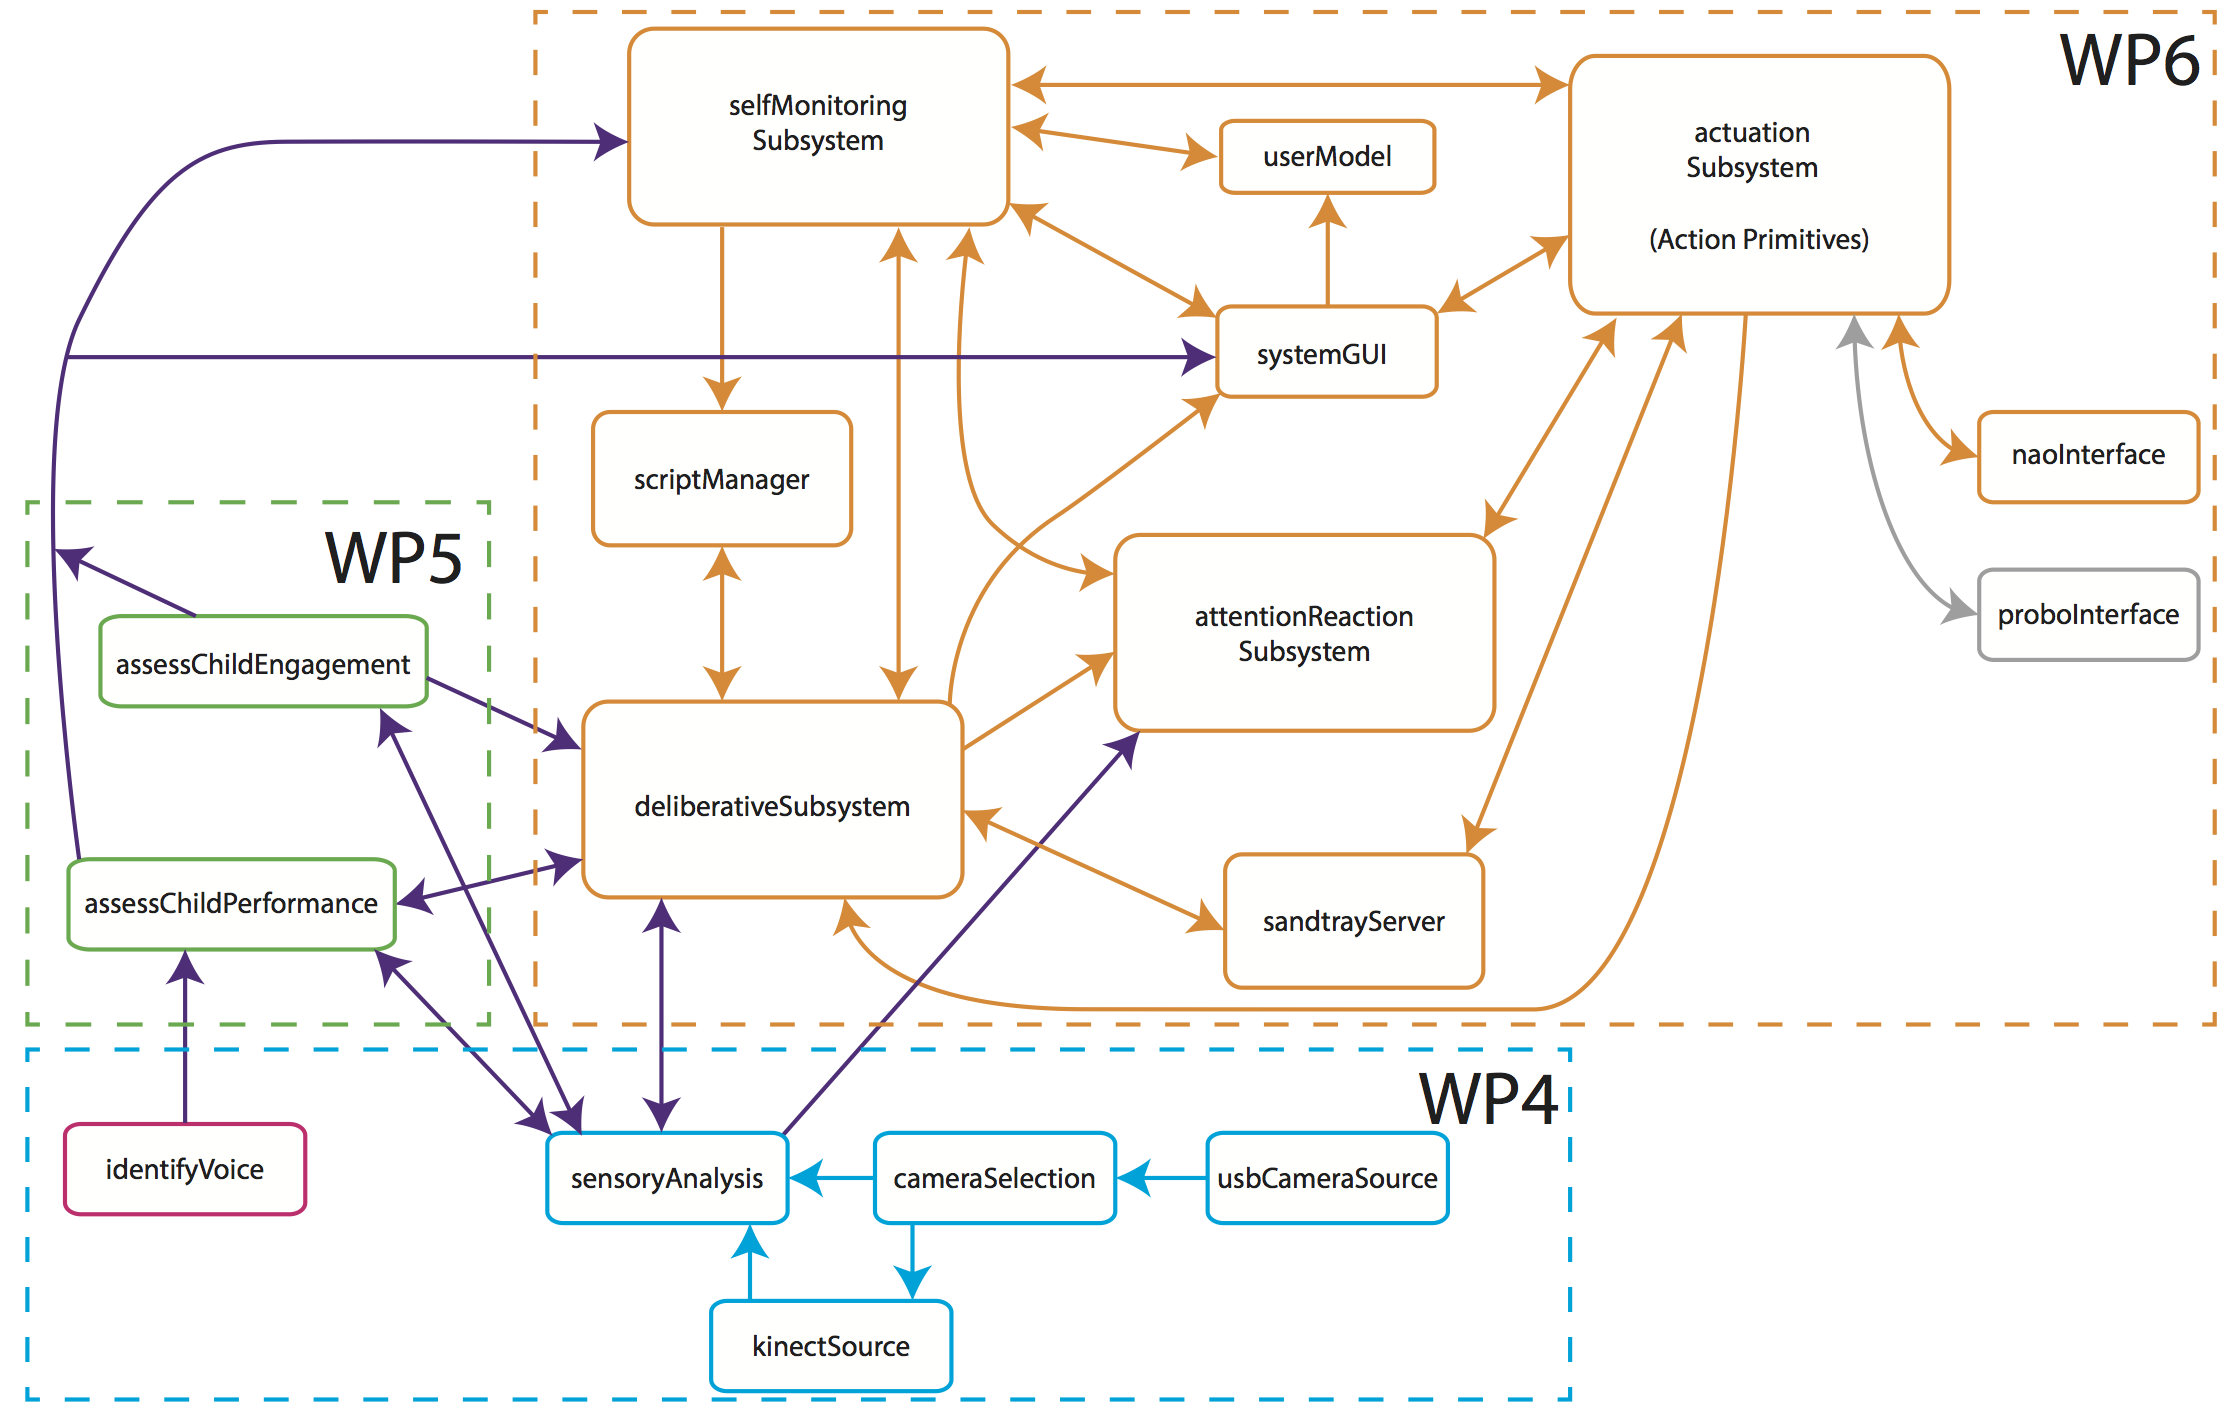 WP6
selfMonitoring
Subsystem
actuation
Subsystem
(Action Primitives)
userModel
systemGUI
scriptManager
naoInterface
WP5
attentionReaction
Subsystem
proboInterface
assessChildEngagement
deliberativeSubsystem
assessChildPerformance
sandtrayServer
WP4
identifyVoice
sensoryAnalysis
cameraSelection
usbCameraSource
kinectSource